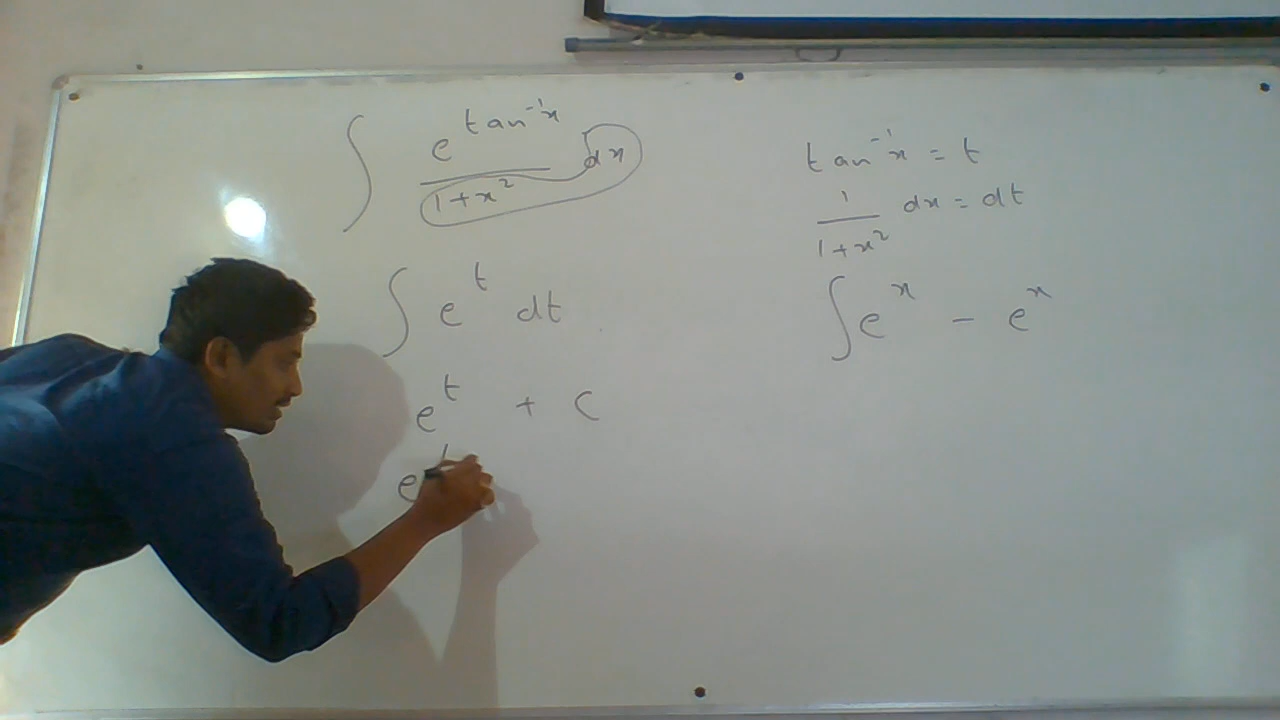 ∫ e^(tan⁻¹x) / (1+x²) dx
∫ e^t dt
e^t + C
e
tan⁻¹x = t
1/(1+x²) dx = dt
∫ e^x - e^x